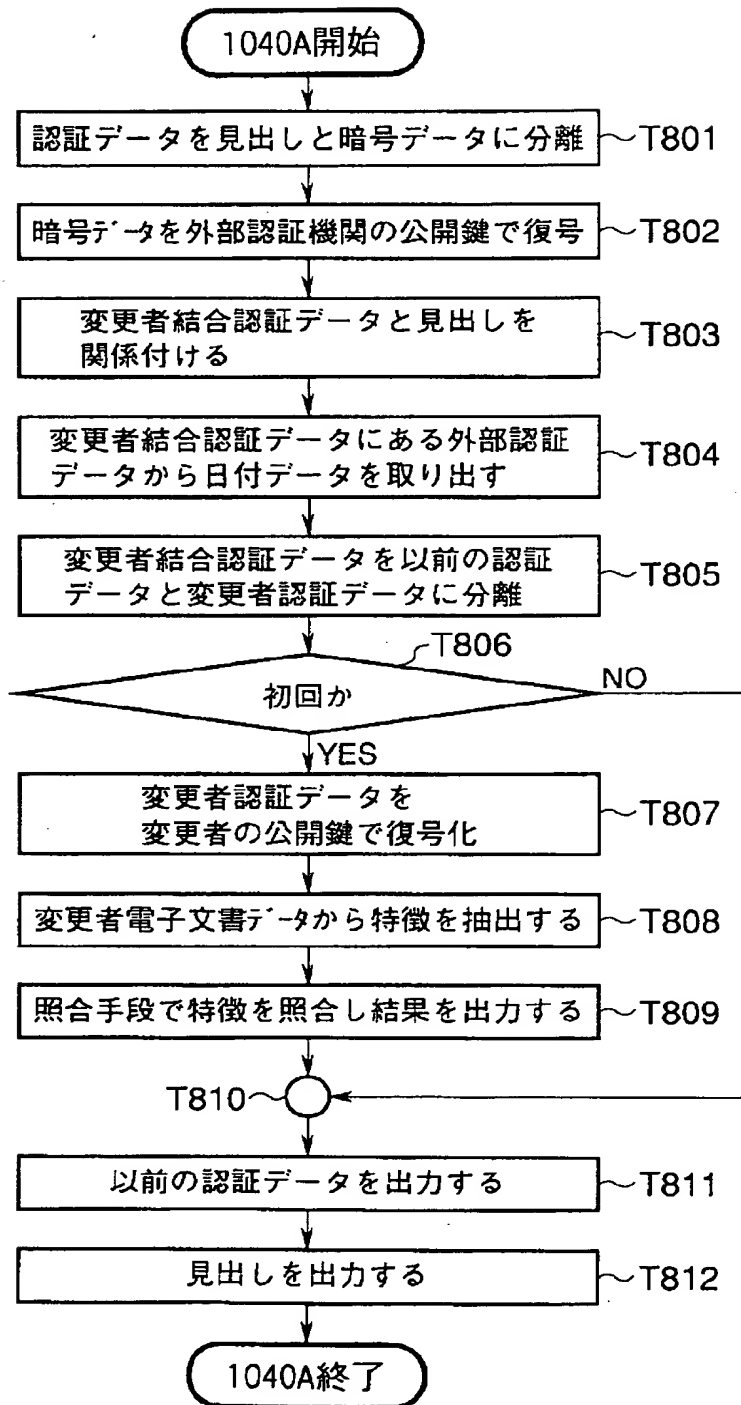 1040A開始
認証データを見出しと暗号データに分離
T801
暗号データを外部認証機関の公開鍵で復号
T802
変更者結合認証データと見出しを
関係付ける
T803
変更者結合認証データにある外部認証
データから日付データを取り出す
T804
変更者結合認証データを以前の認証
データと変更者認証データに分離
T805
T806
初回か
NO
YES
変更者認証データを
変更者の公開鍵で復号化
T807
変更者電子文書データから特徴を抽出する
T808
照合手段で特徴を照合し結果を出力する
T809
T810
以前の認証データを出力する
T811
見出しを出力する
T812
1040A終了